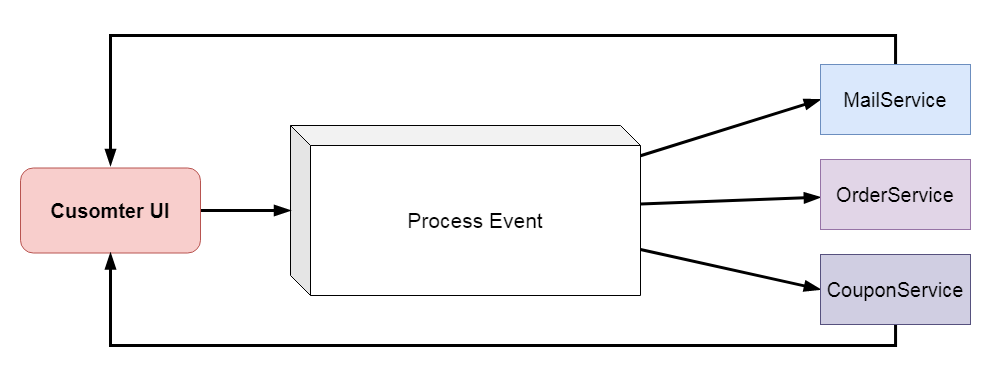 MailService
Cusomter UI
Process Event
OrderService
CouponService